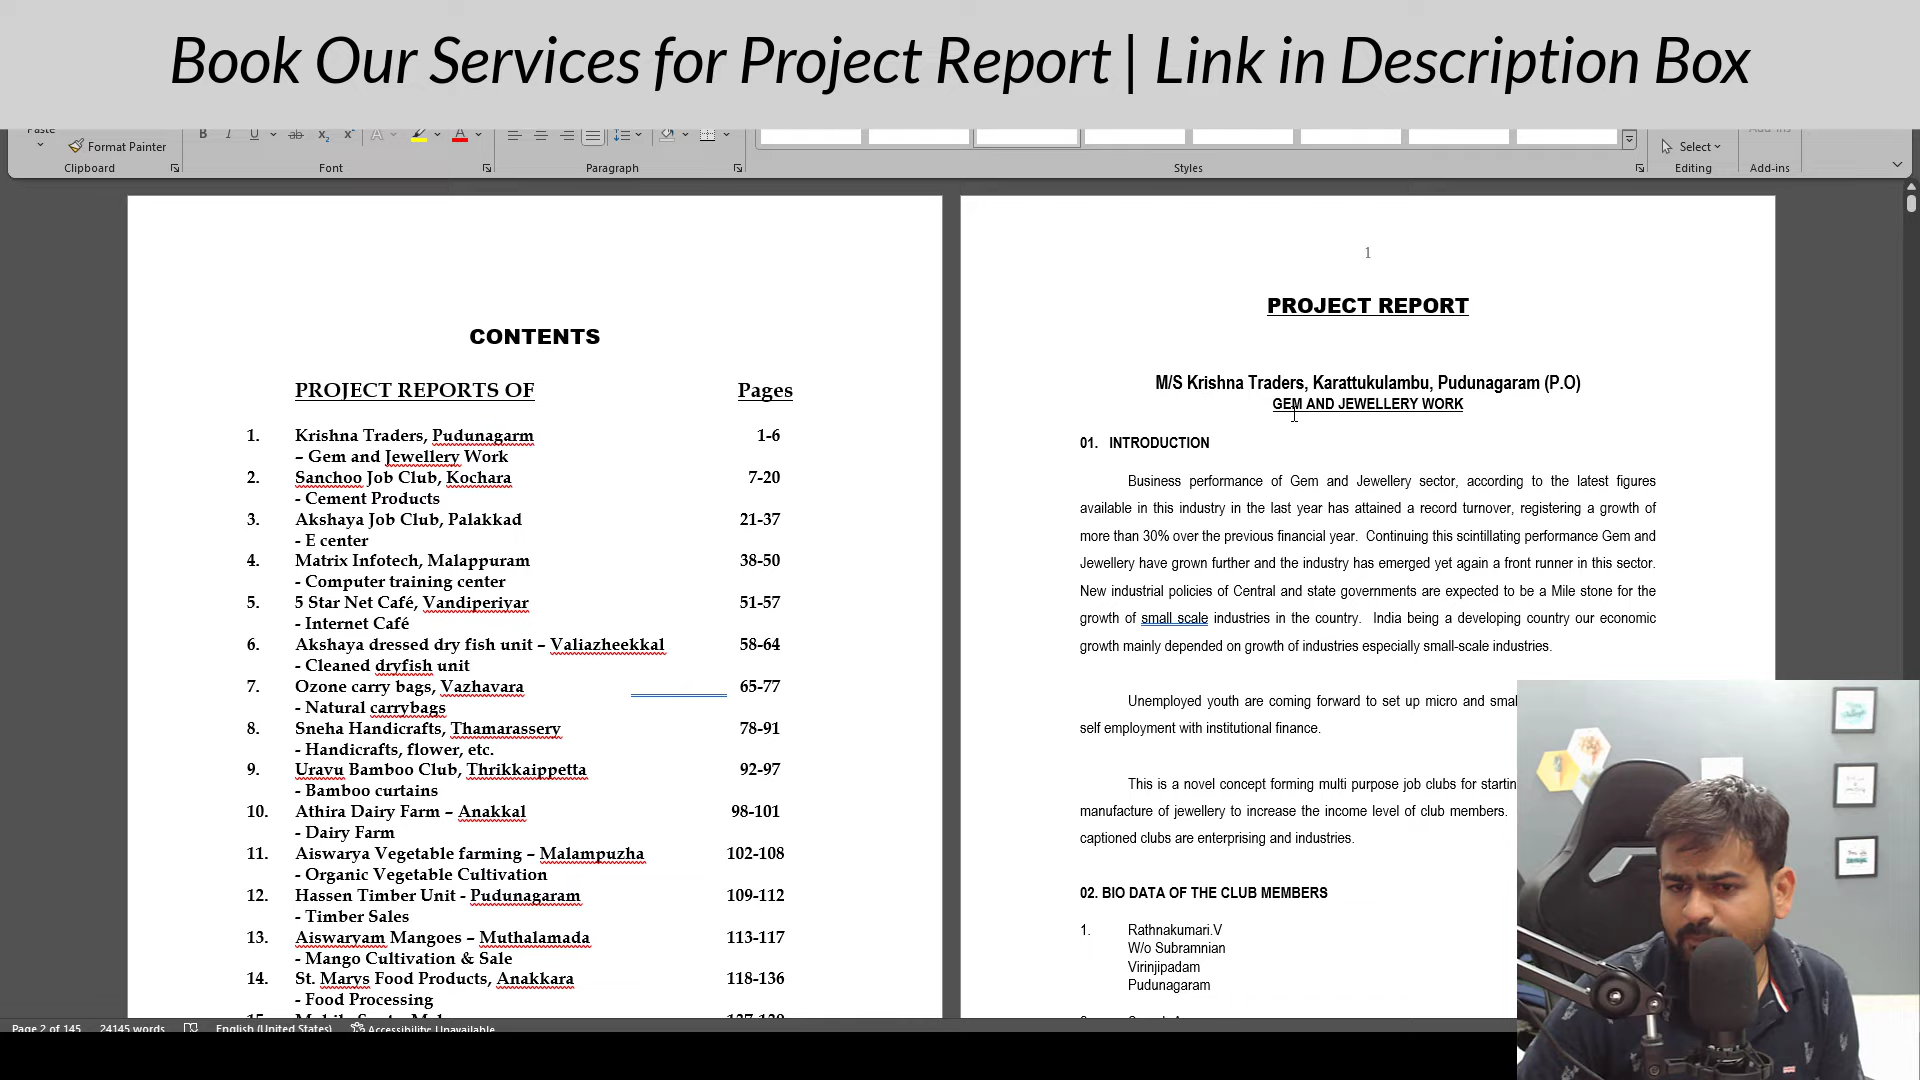 Book Our Services for Project Report | Link in Description Box
Paste
Format Painter
Select
Add-ins
Clipboard
Font
Paragraph
Styles
Editing
Add-ins
CONTENTS
PROJECT REPORTS OF Pages
1. Krishna Traders, Pudunagarm 1-6
– Gem and Jewellery Work
2. Sanchoo Job Club, Kochara 7-20
- Cement Products
3. Akshaya Job Club, Palakkad 21-37
- E center
4. Matrix Infotech, Malappuram 38-50
- Computer training center
5. 5 Star Net Café, Vandiperiyar 51-57
- Internet Café
6. Akshaya dressed dry fish unit – Valiazheekkal 58-64
- Cleaned dryfish unit
7. Ozone carry bags, Vazhavara 65-77
- Natural carrybags
8. Sneha Handicrafts, Thamarassery 78-91
- Handicrafts, flower, etc.
9. Uravu Bamboo Club, Thrikkaippetta 92-97
- Bamboo curtains
10. Athira Dairy Farm – Anakkal 98-101
- Dairy Farm
11. Aiswarya Vegetable farming – Malampuzha 102-108
- Organic Vegetable Cultivation
12. Hassen Timber Unit - Pudunagaram 109-112
- Timber Sales
13. Aiswaryam Mangoes – Muthalamada 113-117
- Mango Cultivation & Sale
14. St. Marys Food Products, Anakkara 118-136
- Food Processing
1
PROJECT REPORT
M/S Krishna Traders, Karattukulambu, Pudunagaram (P.O)
GEM AND JEWELLERY WORK
01. INTRODUCTION
Business performance of Gem and Jewellery sector, according to the latest figures
available in this industry in the last year has attained a record turnover, registering a growth of
more than 30% over the previous financial year. Continuing this scintillating performance Gem and
Jewellery have grown further and the industry has emerged yet again a front runner in this sector.
New industrial policies of Central and state governments are expected to be a Mile stone for the
growth of small scale industries in the country. India being a developing country our economic
growth mainly depended on growth of industries especially small-scale industries.
Unemployed youth are coming forward to set up micro and smal
self employment with institutional finance.
This is a novel concept forming multi purpose job clubs for startin
manufacture of jewellery to increase the income level of club members.
captioned clubs are enterprising and industries.
02. BIO DATA OF THE CLUB MEMBERS
1. Rathnakumari.V
W/o Subramnian
Virinjipadam
Pudunagaram
Page 2 of 145 24145 words English (United States) Accessibility: Unavailable